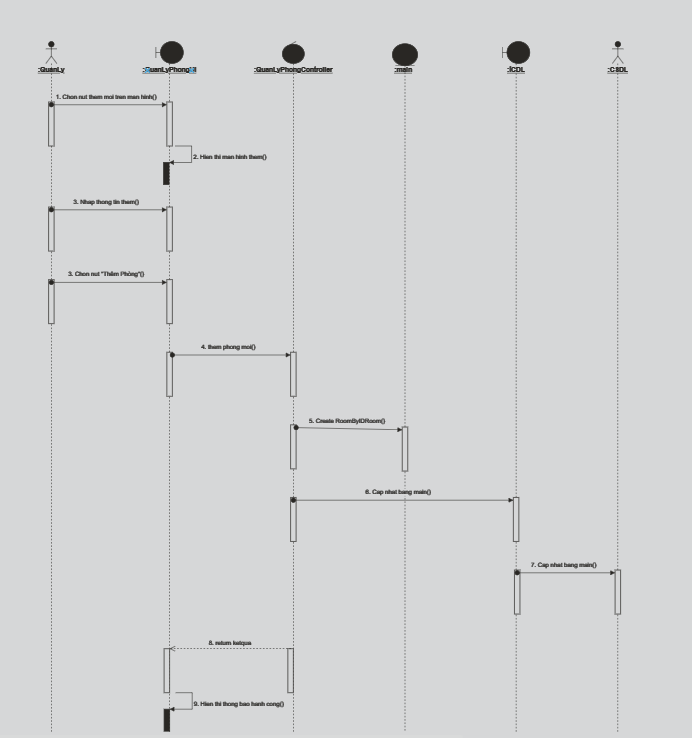 :QuanLy
:QuanLyPhongUI
:QuanLyPhongController
:main
:ICDL
:CSDL
1. Chon nut them moi tren man hinh()
2. Hien thi man hinh them()
3. Nhap thong tin them()
3. Chon nut "Thêm Phòng"()
4. them phong moi()
5. Create RoomByIDRoom()
6. Cap nhat bang main()
7. Cap nhat bang main()
8. return ketqua
9. Hien thi thong bao hanh cong()